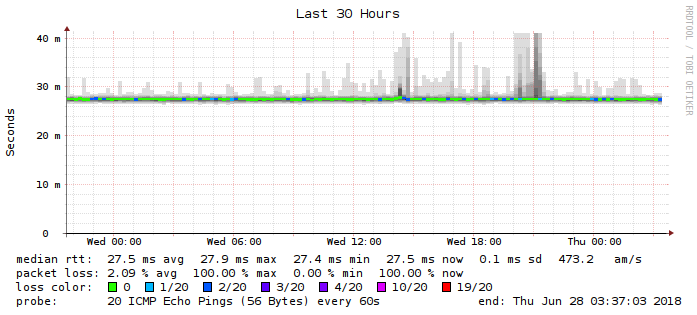 Last 30 Hours
RRDTOOL / TOBI OETIKER
Seconds
40 m
30 m
20 m
10 m
0
Wed 00:00 Wed 06:00 Wed 12:00 Wed 18:00 Thu 00:00
median rtt: 27.5 ms avg 27.9 ms max 27.4 ms min 27.5 ms now 0.1 ms sd 473.2 am/s
packet loss: 2.09 % avg 100.00 % max 0.00 % min 100.00 % now
loss color: 0 1/20 2/20 3/20 4/20 10/20 19/20
probe: 20 ICMP Echo Pings (56 Bytes) every 60s end: Thu Jun 28 03:37:03 2018